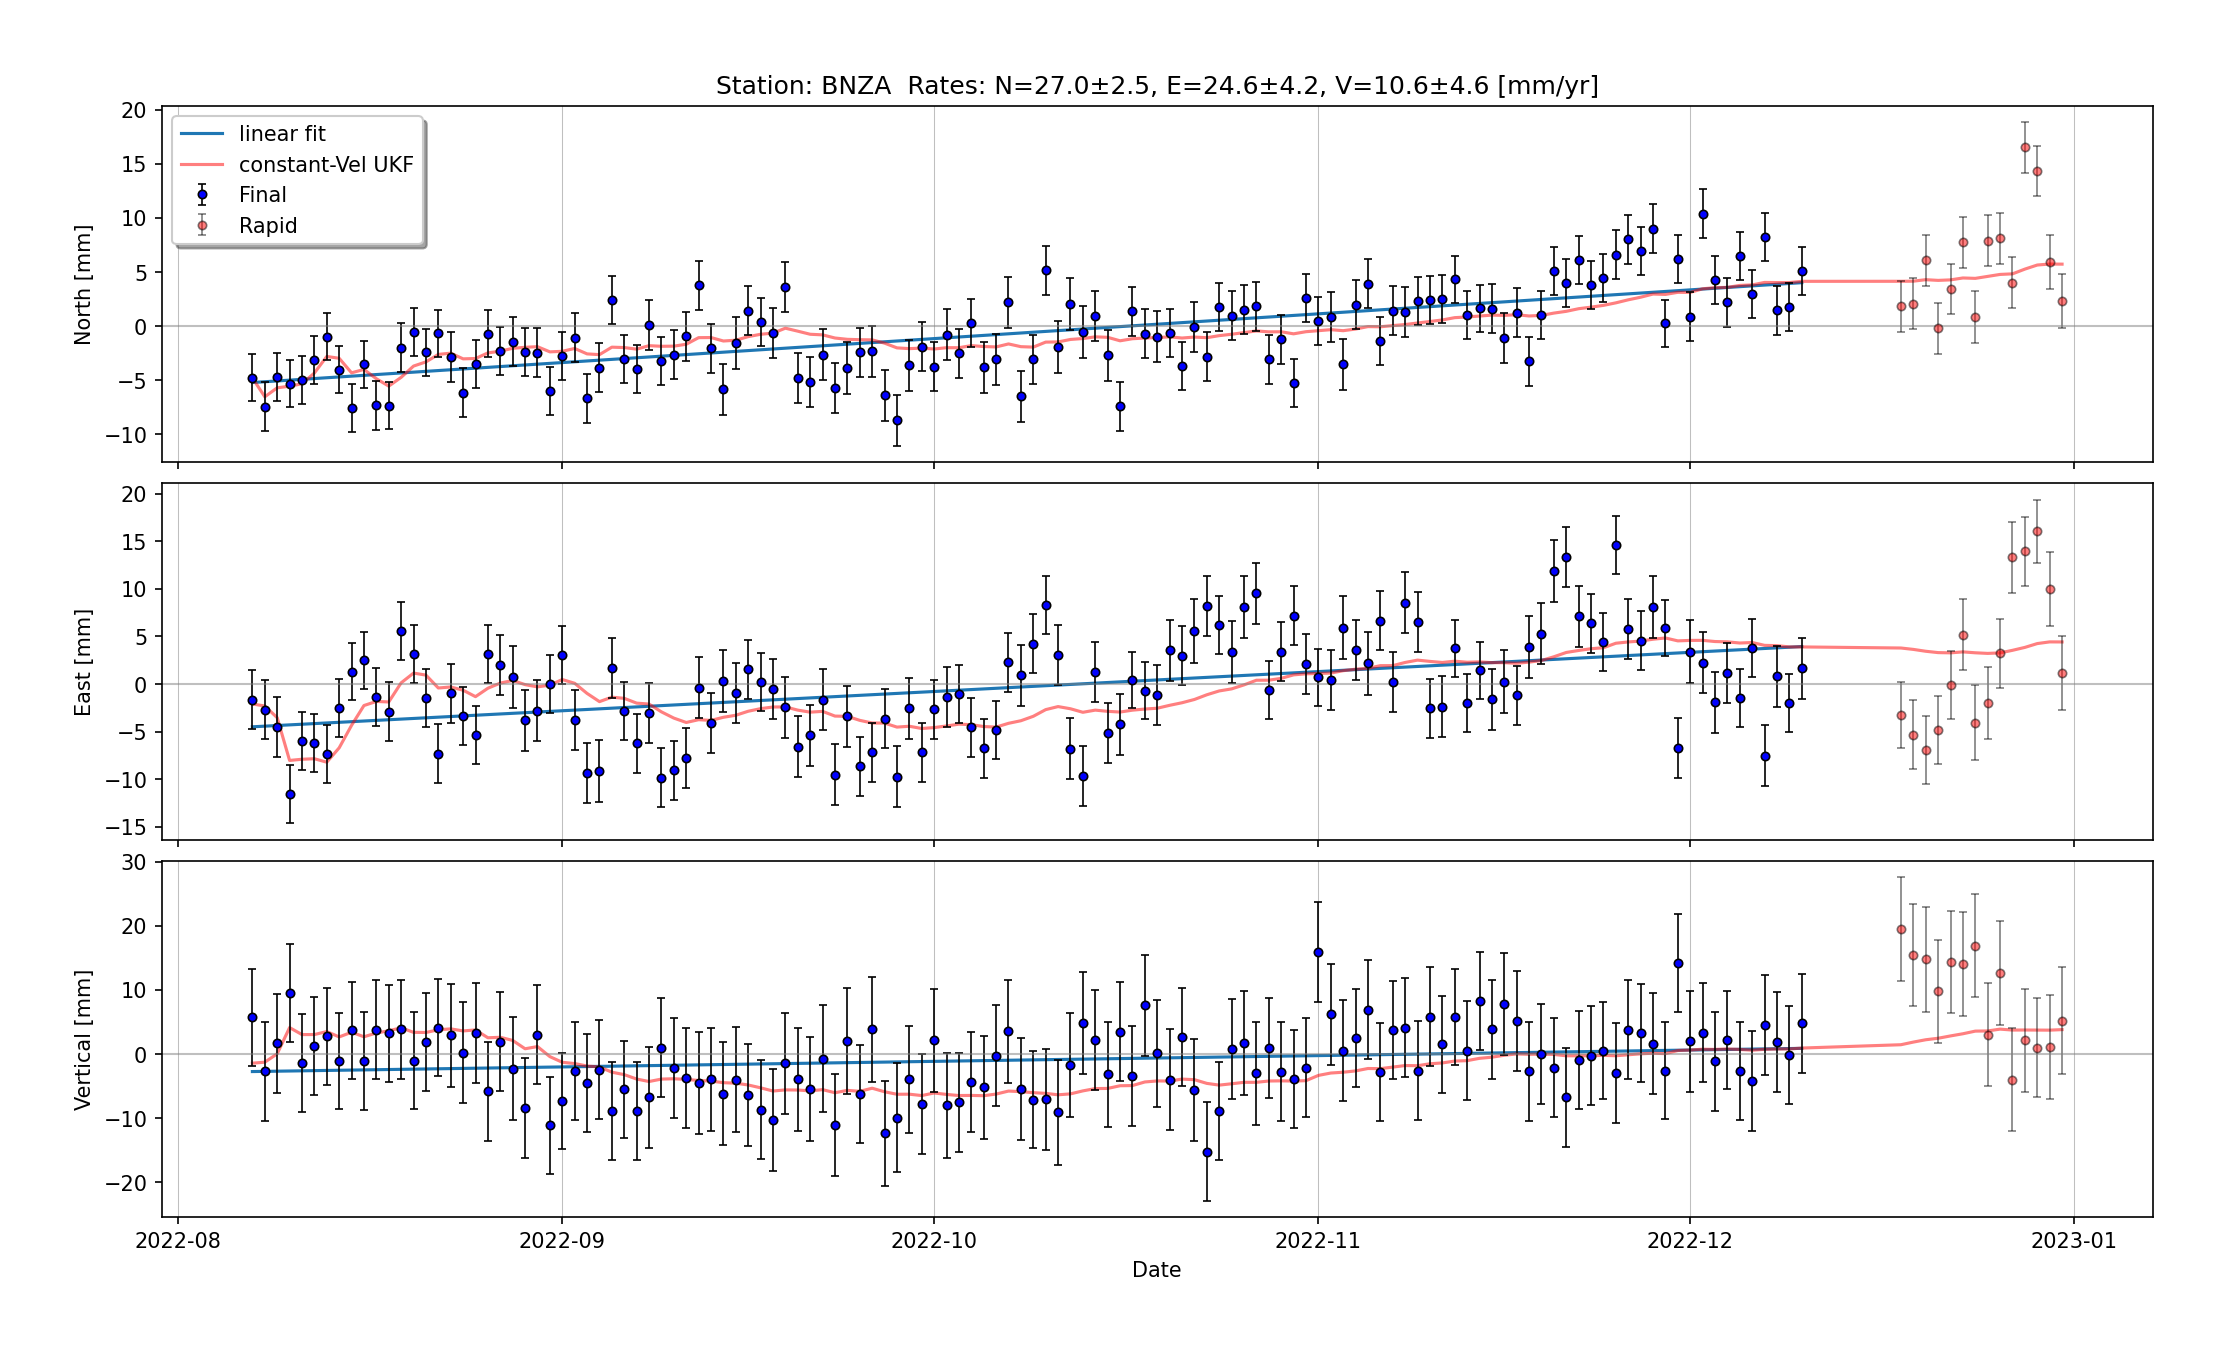 Station: BNZA  Rates: N=27.0±2.5, E=24.6±4.2, V=10.6±4.6 [mm/yr]
linear fit
constant-Vel UKF
Final
Rapid
North [mm]
20
15
10
5
0
−5
−10
East [mm]
20
15
10
5
0
−5
−10
−15
Vertical [mm]
30
20
10
0
−10
−20
2022-08 2022-09 2022-10 2022-11 2022-12 2023-01
Date